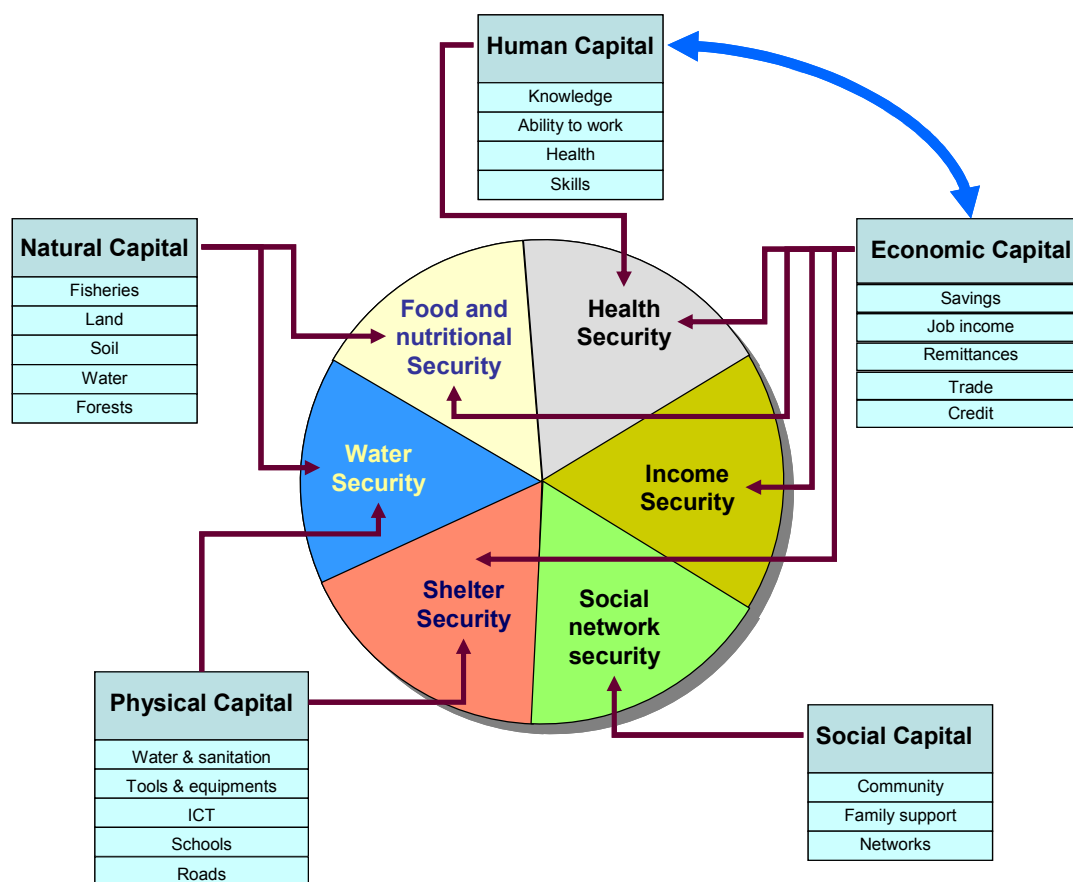 Human Capital
Knowledge
Ability to work
Health
Skills
Natural Capital
Fisheries
Land
Soil
Water
Forests
Economic Capital
Savings
Job income
Remittances
Trade
Credit
Food and
nutritional
Security
Health
Security
Water
Security
Income
Security
Shelter
Security
Social
network
security
Physical Capital
Water & sanitation
Tools & equipments
ICT
Schools
Roads
Social Capital
Community
Family support
Networks